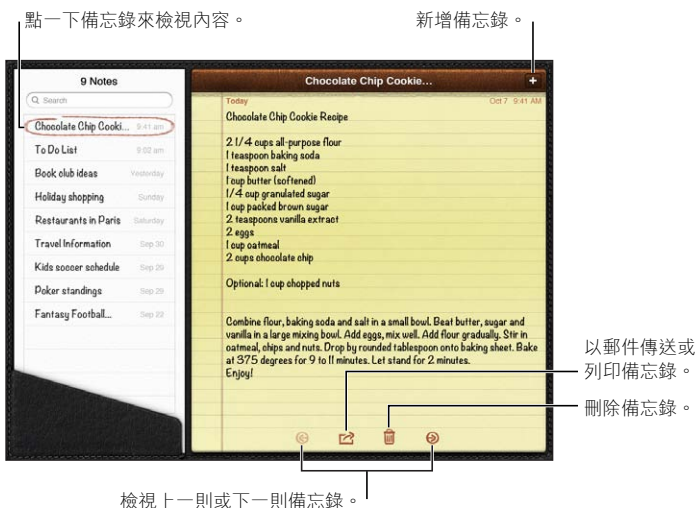 點一下備忘錄來檢視內容。
新增備忘錄。
9 Notes
Search
Chocolate Chip Cooki... 9:41 am
To Do List 9:02 am
Book club ideas Yesterday
Holiday shopping Sunday
Restaurants in Paris Saturday
Travel Information Sep 30
Kids soccer schedule Sep 29
Poker standings Sep 29
Fantasy Football... Sep 22
Chocolate Chip Cookie...
+
Today Oct 7 9:41 AM
Chocolate Chip Cookie Recipe
2 1/4 cups all-purpose flour
1 teaspoon baking soda
1 teaspoon salt
1 cup butter (softened)
1/4 cup granulated sugar
1 cup packed brown sugar
2 teaspoons vanilla extract
2 eggs
1 cup oatmeal
2 cups chocolate chip
Optional: 1 cup chopped nuts
Combine flour, baking soda and salt in a small bowl. Beat butter, sugar and
vanilla in a large mixing bowl. Add eggs, mix well. Add flour gradually. Stir in
oatmeal, chips and nuts. Drop by rounded tablespoon onto baking sheet. Bake
at 375 degrees for 9 to 11 minutes. Let stand for 2 minutes.
Enjoy!
以郵件傳送或
列印備忘錄。
刪除備忘錄。
檢視上一則或下一則備忘錄。